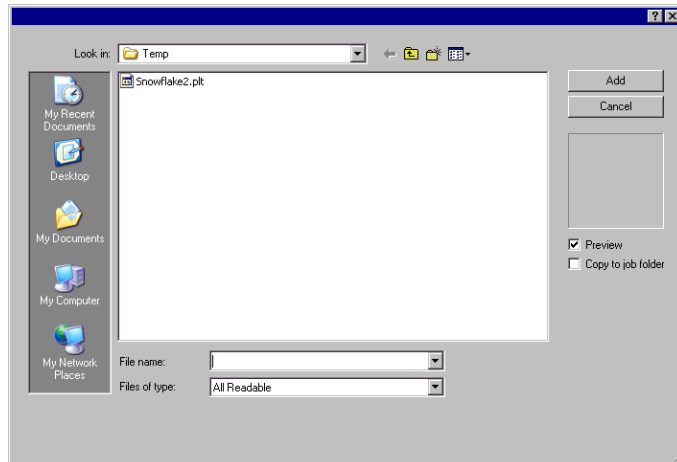 Look in:
Temp
Snowflake2.plt
My Recent
Documents
Desktop
My Documents
My Computer
My Network
Places
Add
Cancel
Preview
Copy to job folder
File name:
Files of type:
All Readable